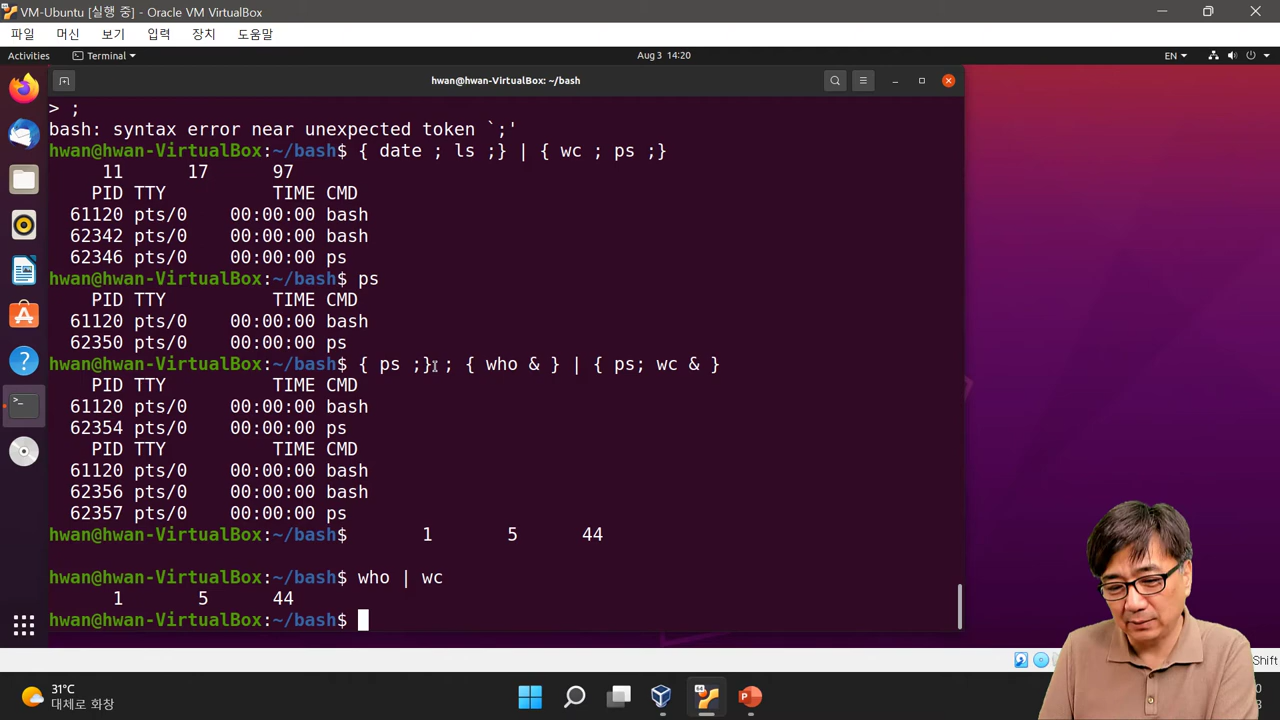 VM-Ubuntu [실행 중] - Oracle VM VirtualBox
파일 머신 보기 입력 장치 도움말
Activities Terminal Aug 3 14:20 EN
hwan@hwan-VirtualBox: ~/bash
> ;
bash: syntax error near unexpected token `;'
hwan@hwan-VirtualBox:~/bash$ { date ; ls ;} | { wc ; ps ;}
11 17 97
PID TTY TIME CMD
61120 pts/0 00:00:00 bash
62342 pts/0 00:00:00 bash
62346 pts/0 00:00:00 ps
hwan@hwan-VirtualBox:~/bash$ ps
PID TTY TIME CMD
61120 pts/0 00:00:00 bash
62350 pts/0 00:00:00 ps
hwan@hwan-VirtualBox:~/bash$ { ps ;} ; { who & } | { ps; wc & }
PID TTY TIME CMD
61120 pts/0 00:00:00 bash
62354 pts/0 00:00:00 ps
PID TTY TIME CMD
61120 pts/0 00:00:00 bash
62356 pts/0 00:00:00 bash
62357 pts/0 00:00:00 ps
hwan@hwan-VirtualBox:~/bash$ 1 5 44
hwan@hwan-VirtualBox:~/bash$ who | wc
1 5 44
hwan@hwan-VirtualBox:~/bash$
Shift
31°C
대체로 화창